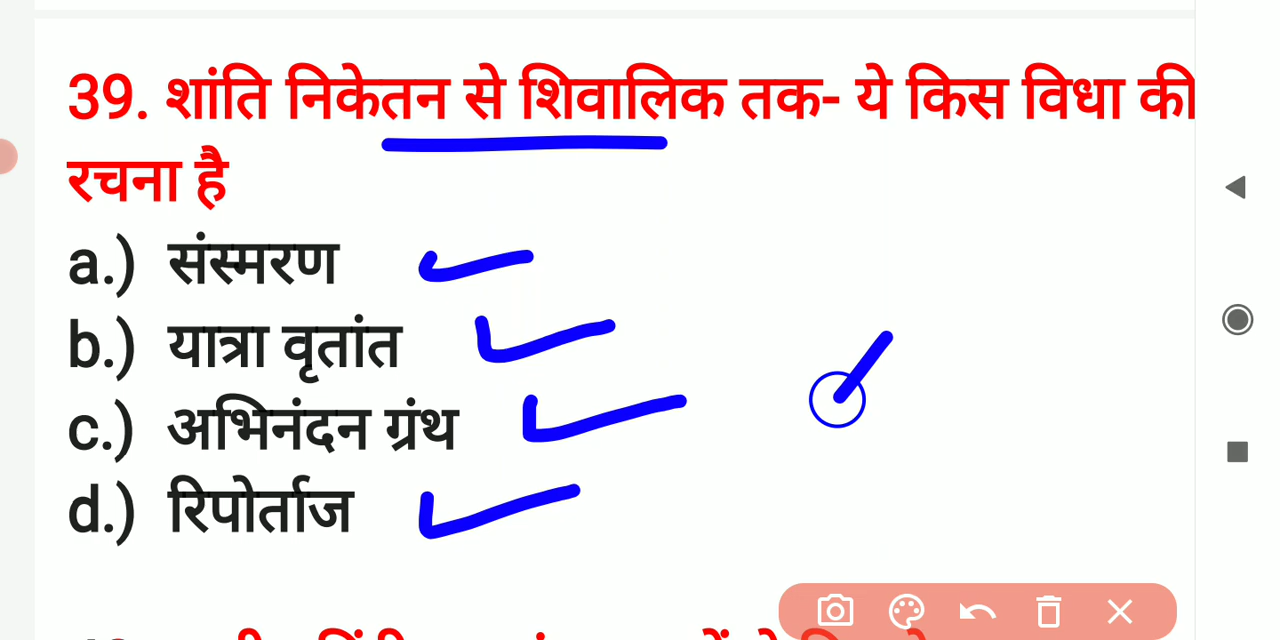 39. शांति निकेतन से शिवालिक तक- ये किस विधा की
रचना है
a.) संस्मरण
b.) यात्रा वृतांत
c.) अभिनंदन ग्रंथ
d.) रिपोर्ताज